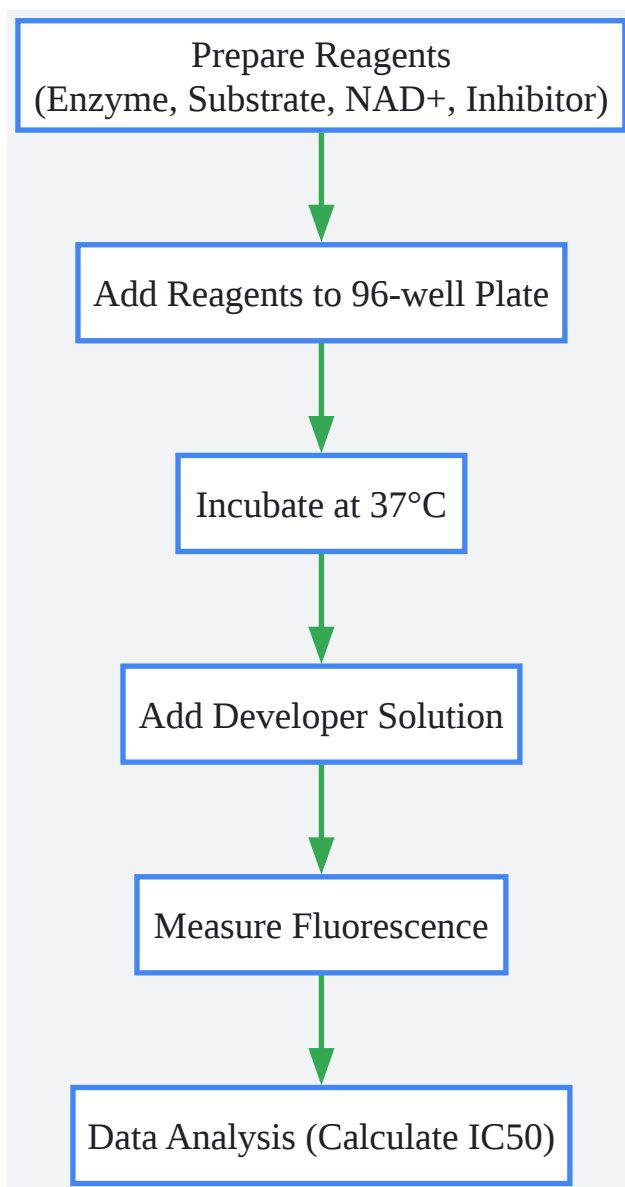 Prepare Reagents
(Enzyme, Substrate, NAD+, Inhibitor)
Add Reagents to 96-well Plate
Incubate at 37°C
Add Developer Solution
Measure Fluorescence
Data Analysis (Calculate IC50)